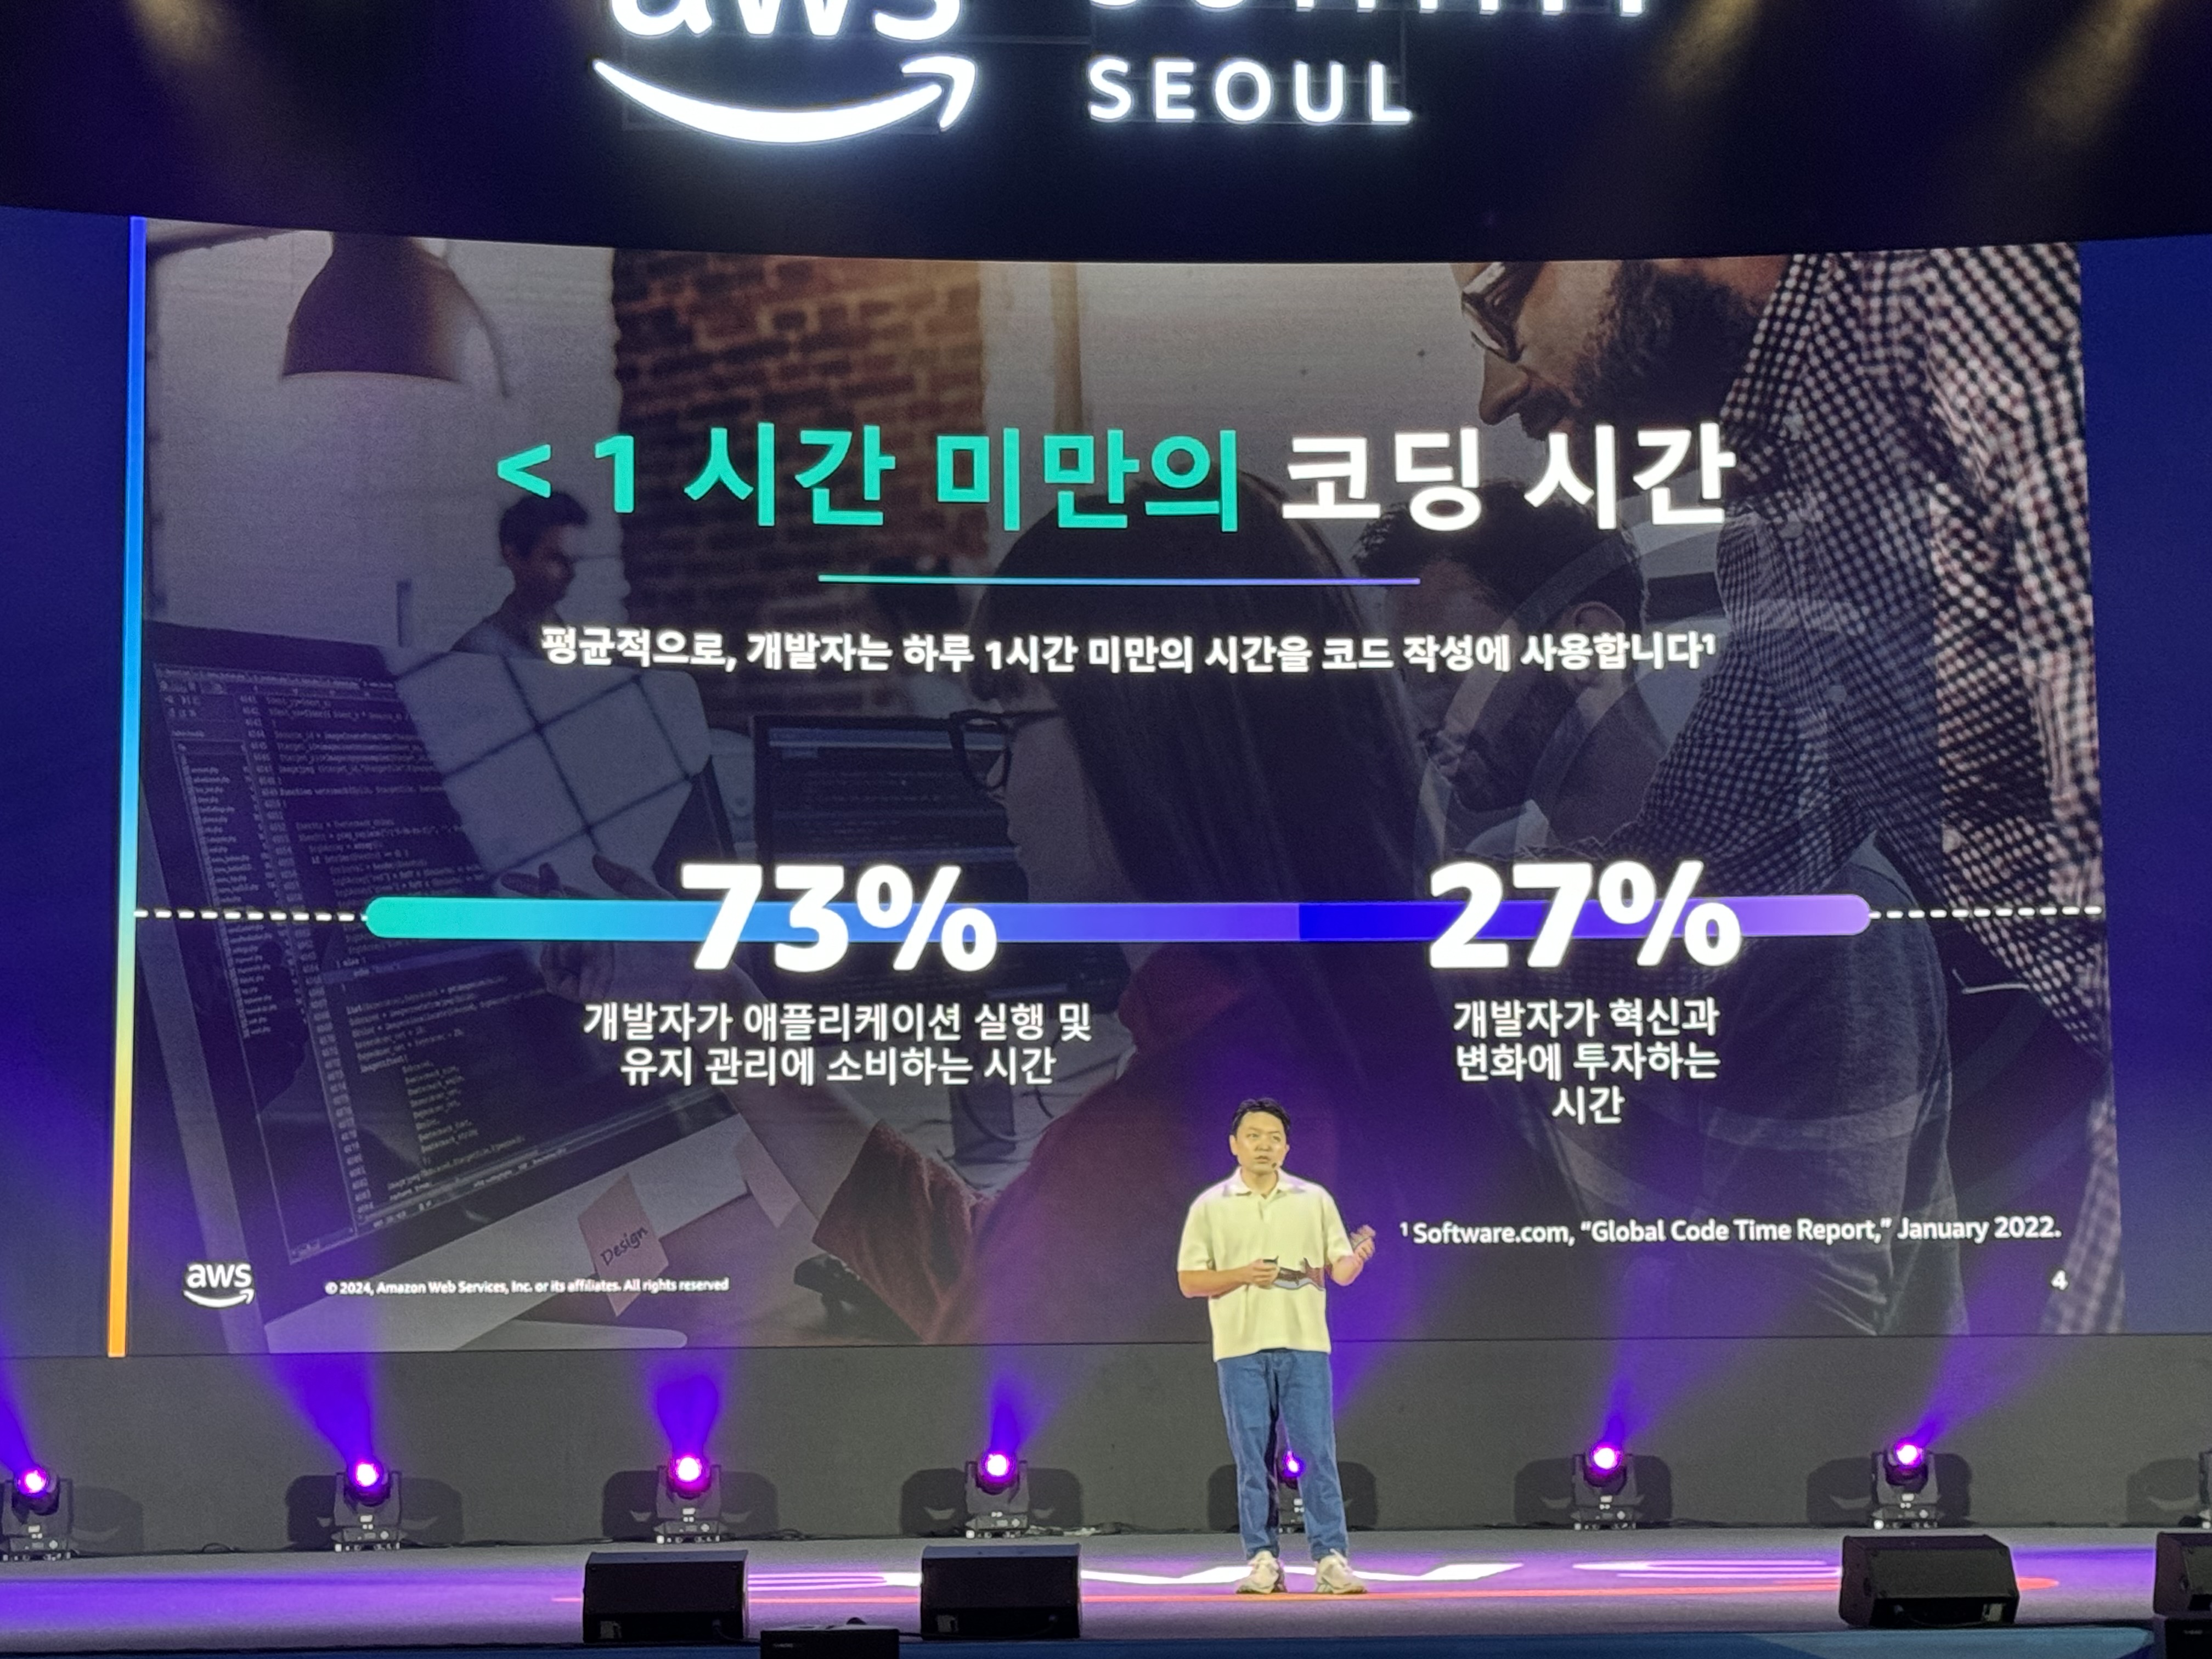 aws
SEOUL
< 1 시간 미만의 코딩 시간
평균적으로, 개발자는 하루 1시간 미만의 시간을 코드 작성에 사용합니다¹
73%
개발자가 애플리케이션 실행 및
유지 관리에 소비하는 시간
27%
개발자가 혁신과
변화에 투자하는
시간
Design
¹ Software.com, “Global Code Time Report,” January 2022.
aws
© 2024, Amazon Web Services, Inc. or its affiliates. All rights reserved
4